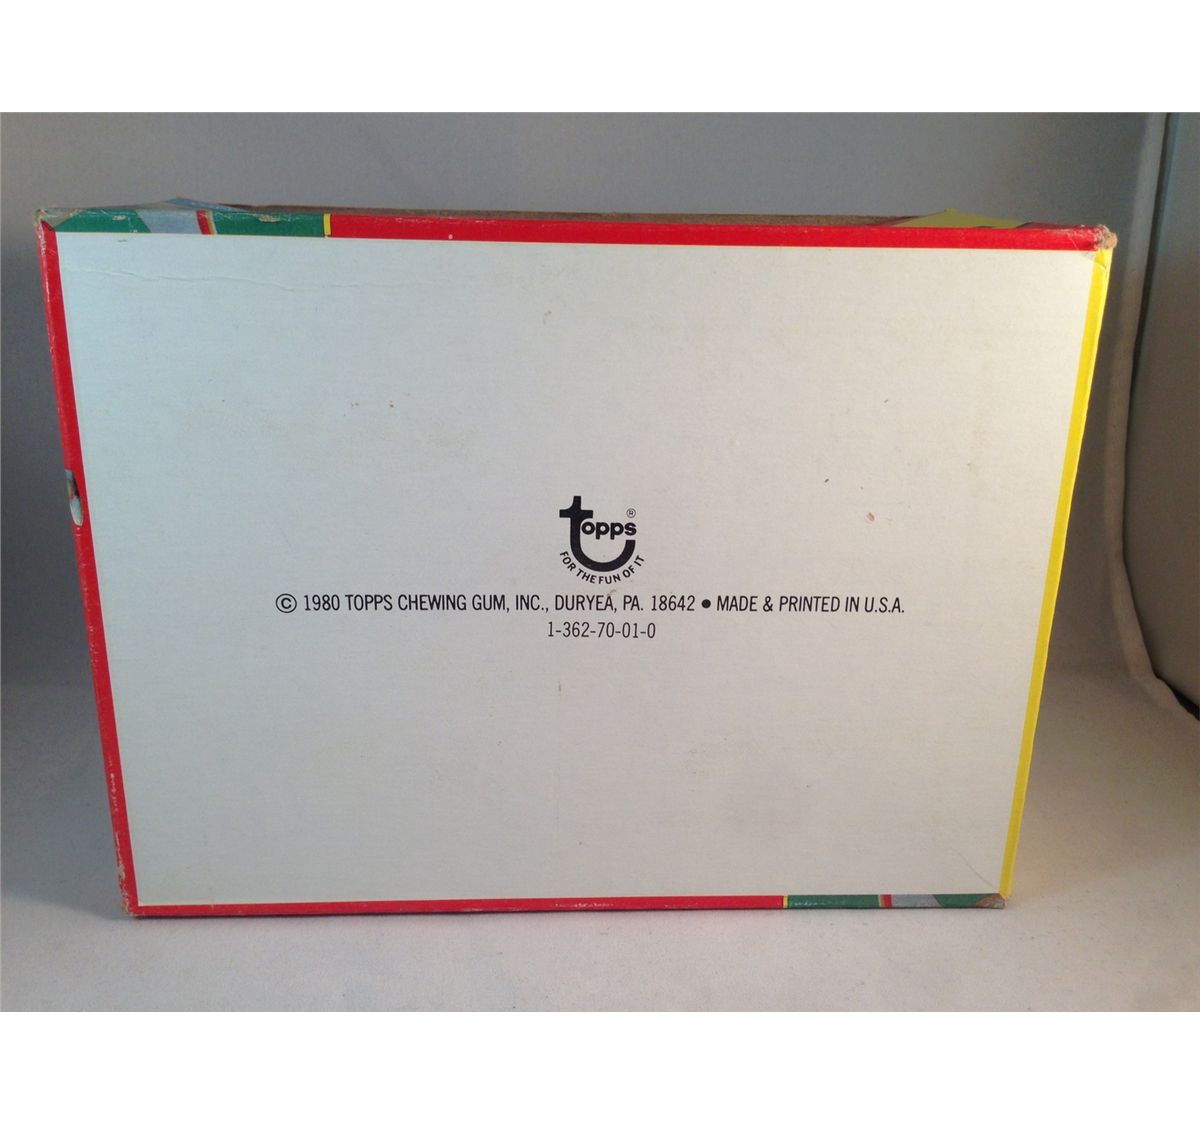 topps®
FOR THE FUN OF IT
© 1980 TOPPS CHEWING GUM, INC., DURYEA, PA. 18642 ● MADE & PRINTED IN U.S.A.
1-362-70-01-0